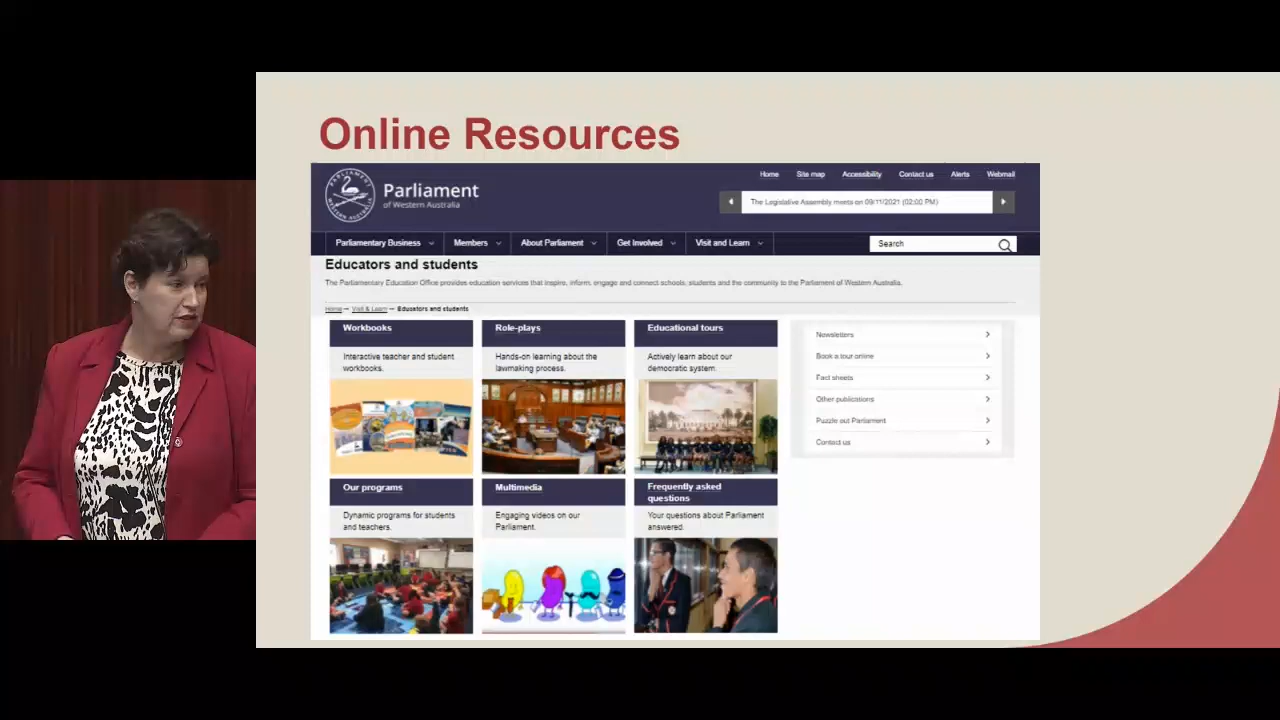 Online Resources
Parliament
of Western Australia
Home Site map Accessibility Contact us Alerts Webmail
The Legislative Assembly meets on 09/11/2021 (02:00 PM)
Parliamentary Business Members About Parliament Get Involved Visit and Learn Search
Educators and students
The Parliamentary Education Office provides education services that inspire, inform, engage and connect schools, students and the community to the Parliament of Western Australia.
Home Visit & Learn Educators and students
Workbooks
Interactive teacher and student
workbooks.
Role-plays
Hands-on learning about the
lawmaking process.
Educational tours
Actively learn about our
democratic system.
Newsletters
Book a tour online
Fact sheets
Other publications
Puzzle out Parliament
Contact us
Our programs
Dynamic programs for students
and teachers.
Multimedia
Engaging videos on our
Parliament.
Frequently asked
questions
Your questions about Parliament
answered.